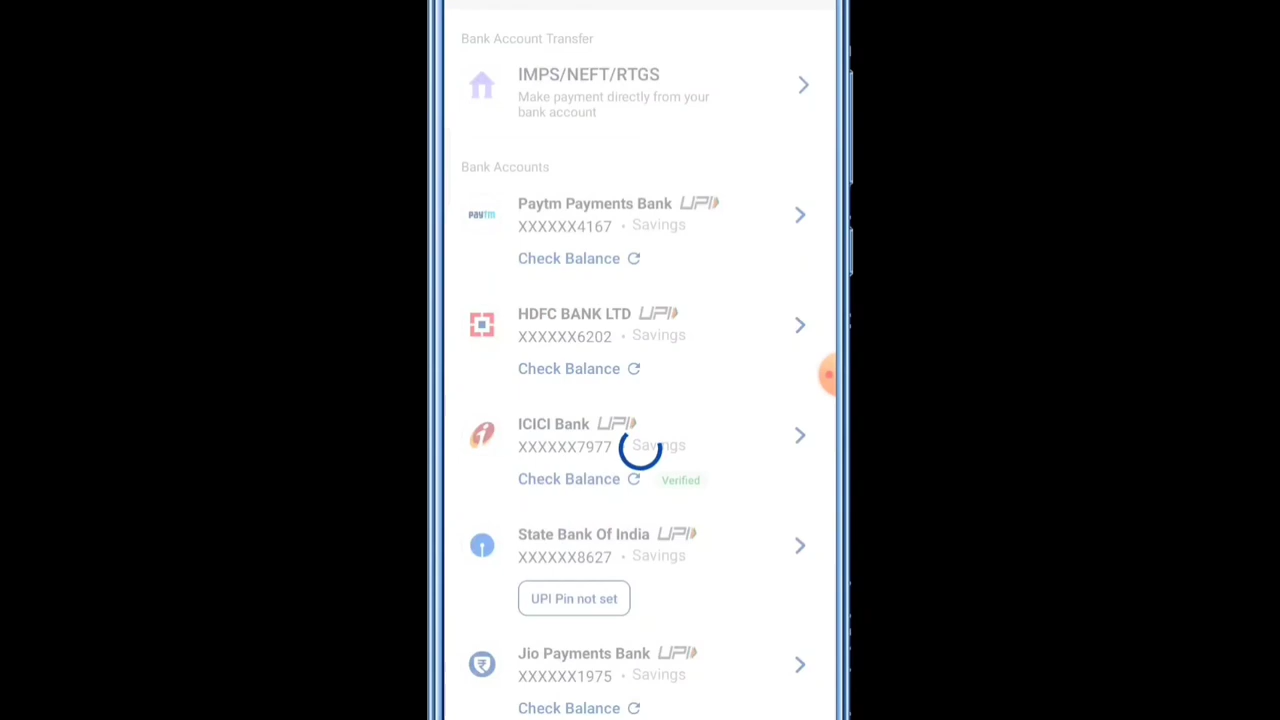 Bank Account Transfer
IMPS/NEFT/RTGS
Make payment directly from your
bank account
Bank Accounts
paytm
Paytm Payments Bank UPI
XXXXXX4167 • Savings
Check Balance
HDFC BANK LTD UPI
XXXXXX6202 • Savings
Check Balance
ICICI Bank UPI
XXXXXX7977 Savings
Check Balance Verified
State Bank Of India UPI
XXXXXX8627 • Savings
UPI Pin not set
Jio Payments Bank UPI
XXXXXX1975 • Savings
Check Balance